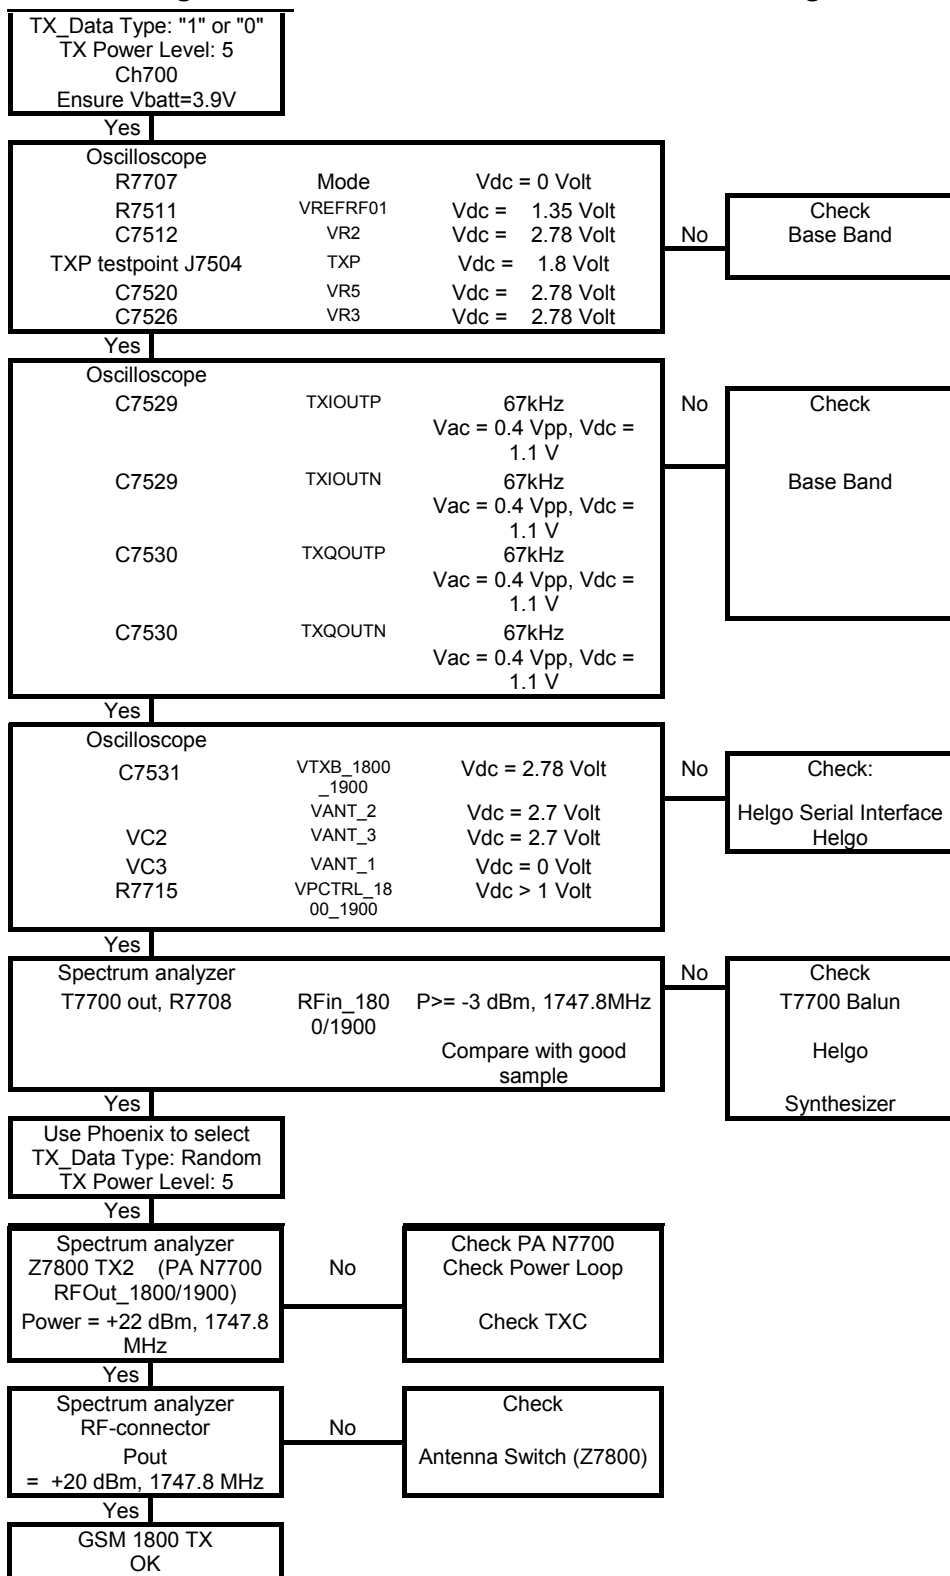 TX_Data Type: "1" or "0"
TX Power Level: 5
Ch700
Ensure Vbatt=3.9V
Yes
Oscilloscope
R7707 Mode Vdc = 0 Volt
R7511 VREFRF01 Vdc = 1.35 Volt
C7512 VR2 Vdc = 2.78 Volt
TXP testpoint J7504 TXP Vdc = 1.8 Volt
C7520 VR5 Vdc = 2.78 Volt
C7526 VR3 Vdc = 2.78 Volt
No
Check
Base Band
Yes
Oscilloscope
C7529 TXIOUTP 67kHz
Vac = 0.4 Vpp, Vdc =
1.1 V
C7529 TXIOUTN 67kHz
Vac = 0.4 Vpp, Vdc =
1.1 V
C7530 TXQOUTP 67kHz
Vac = 0.4 Vpp, Vdc =
1.1 V
C7530 TXQOUTN 67kHz
Vac = 0.4 Vpp, Vdc =
1.1 V
No
Check
Base Band
Yes
Oscilloscope
C7531 VTXB_1800 Vdc = 2.78 Volt
_1900
VANT_2 Vdc = 2.7 Volt
VC2 VANT_3 Vdc = 2.7 Volt
VC3 VANT_1 Vdc = 0 Volt
R7715 VPCTRL_18 Vdc > 1 Volt
00_1900
No
Check:
Helgo Serial Interface
Helgo
Yes
Spectrum analyzer
T7700 out, R7708 RFin_180 P>= -3 dBm, 1747.8MHz
0/1900
Compare with good
sample
No
Check
T7700 Balun
Helgo
Synthesizer
Yes
Use Phoenix to select
TX_Data Type: Random
TX Power Level: 5
Yes
Spectrum analyzer
Z7800 TX2 (PA N7700
RFOut_1800/1900)
Power = +22 dBm, 1747.8
MHz
No
Check PA N7700
Check Power Loop
Check TXC
Yes
Spectrum analyzer
RF-connector
Pout
= +20 dBm, 1747.8 MHz
No
Check
Antenna Switch (Z7800)
Yes
GSM 1800 TX
OK